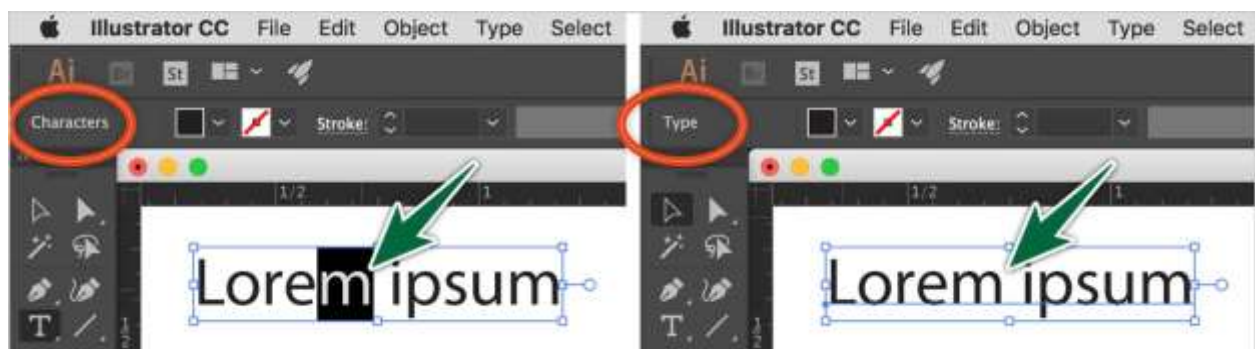 Illustrator CC File Edit Object Type Select
Ai Br St
Characters Stroke:
1/2 1
Lorem ipsum
T
Illustrator CC File Edit Object Type Select
Ai St
Type Stroke:
1/2 1
Lorem ipsum
T